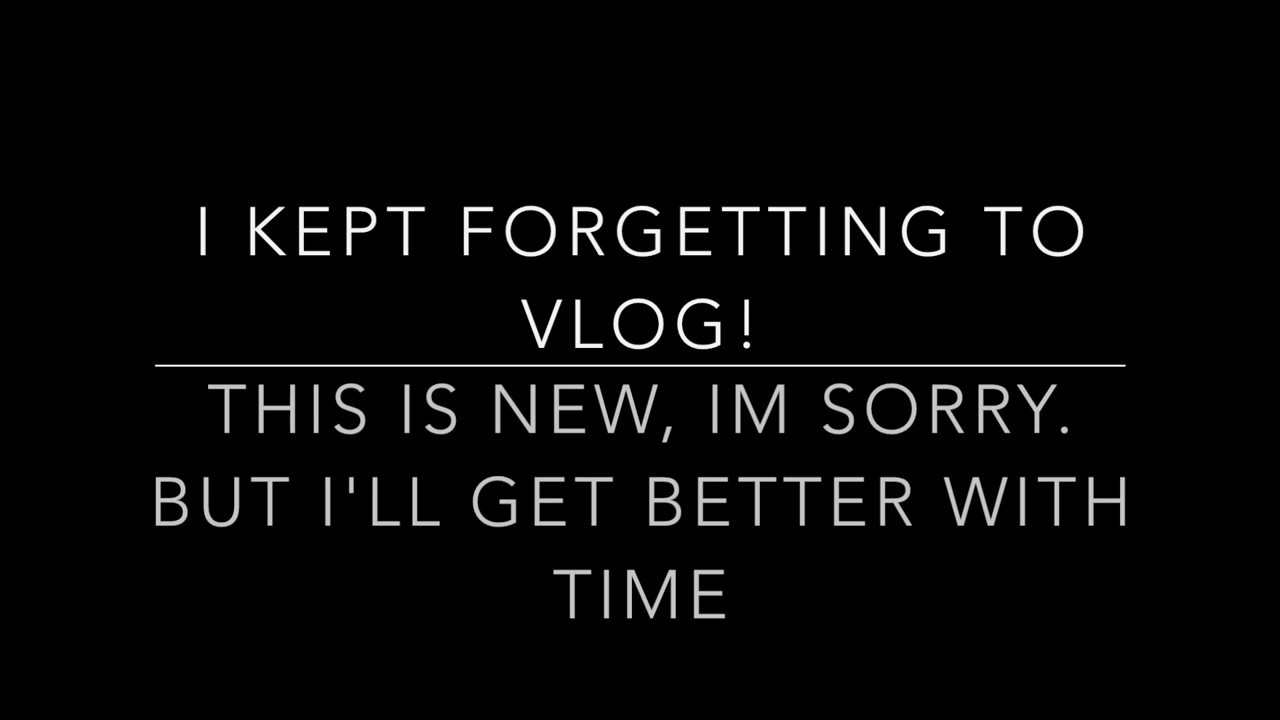 I KEPT FORGETTING TO
VLOG!
THIS IS NEW, IM SORRY.
BUT I'LL GET BETTER WITH
TIME